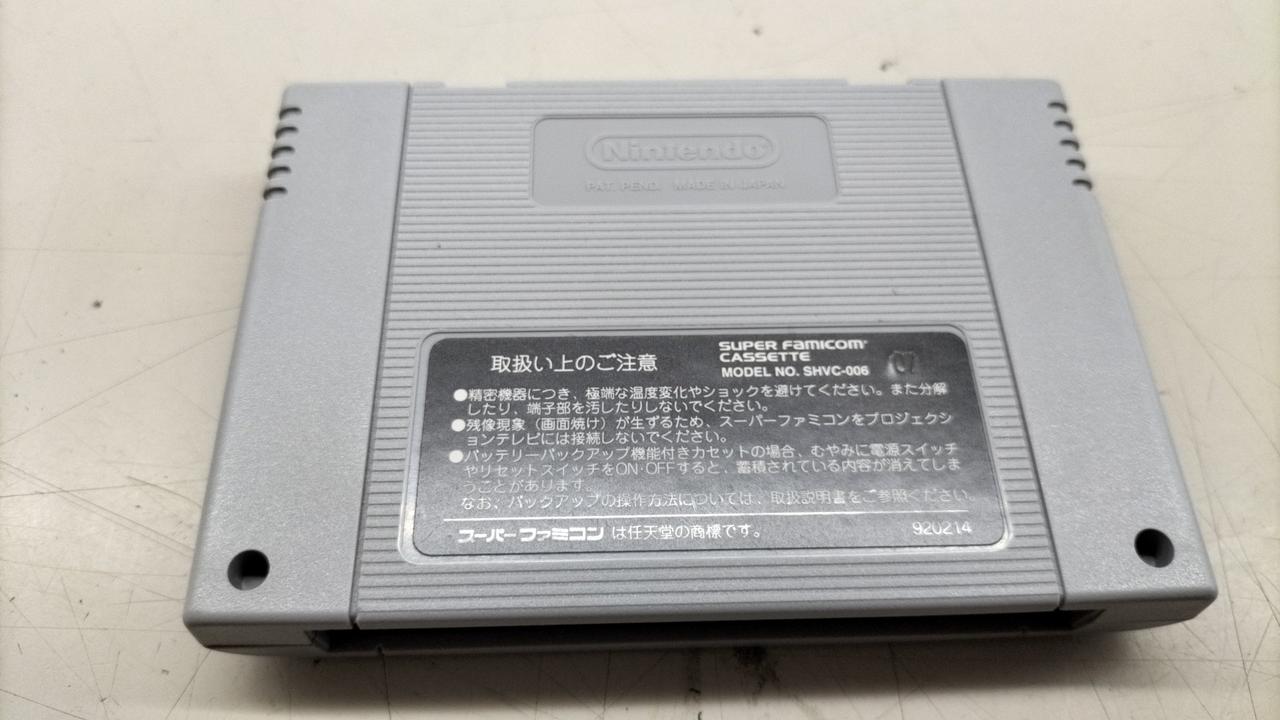 Nintendo
PAT. PEND. MADE IN JAPAN
取扱い上のご注意
SUPER FAMICOM
CASSETTE
MODEL NO. SHVC-006
●精密機器につき、極端な温度変化やショックを避けてください。また分解
したり、端子部を汚したりしないでください。
●残像現象（画面焼け）が生ずるため、スーパーファミコンをプロジェクシ
ョンテレビには接続しないでください。
●バッテリーバックアップ機能付きカセットの場合、むやみに電源スイッチ
やリセットスイッチをON·OFFすると、蓄積されている内容が消えてしま
うことがあります。
なお、バックアップの操作方法については、取扱説明書をご参照ください。
スーパーファミコン は任天堂の商標です。
920214